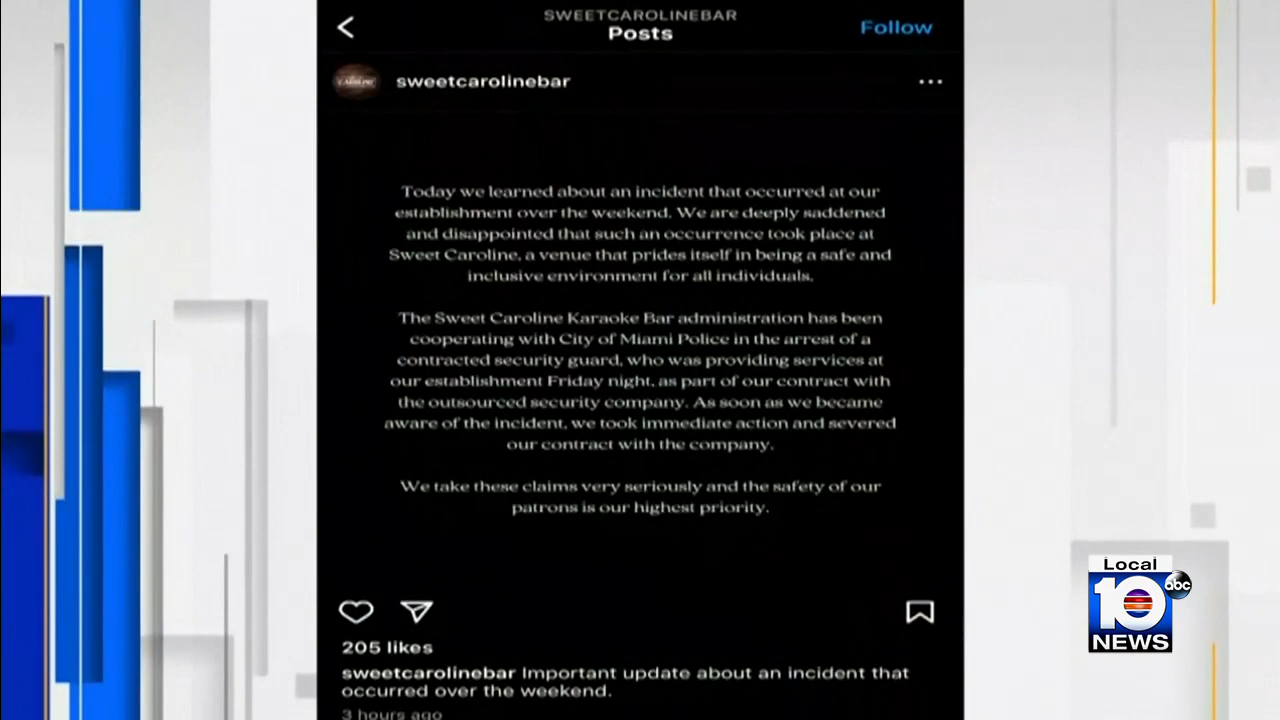 SWEETCAROLINEBAR
Posts
Follow
sweetcarolinebar
Today we learned about an incident that occurred at our
establishment over the weekend. We are deeply saddened
and disappointed that such an occurrence took place at
Sweet Caroline, a venue that prides itself in being a safe and
inclusive environment for all individuals.
The Sweet Caroline Karaoke Bar administration has been
cooperating with City of Miami Police in the arrest of a
contracted security guard, who was providing services at
our establishment Friday night, as part of our contract with
the outsourced security company. As soon as we became
aware of the incident, we took immediate action and severed
our contract with the company.
We take these claims very seriously and the safety of our
patrons is our highest priority.
205 likes
sweetcarolinebar Important update about an incident that
occurred over the weekend.
3 hours ago
Local
10
abc
NEWS